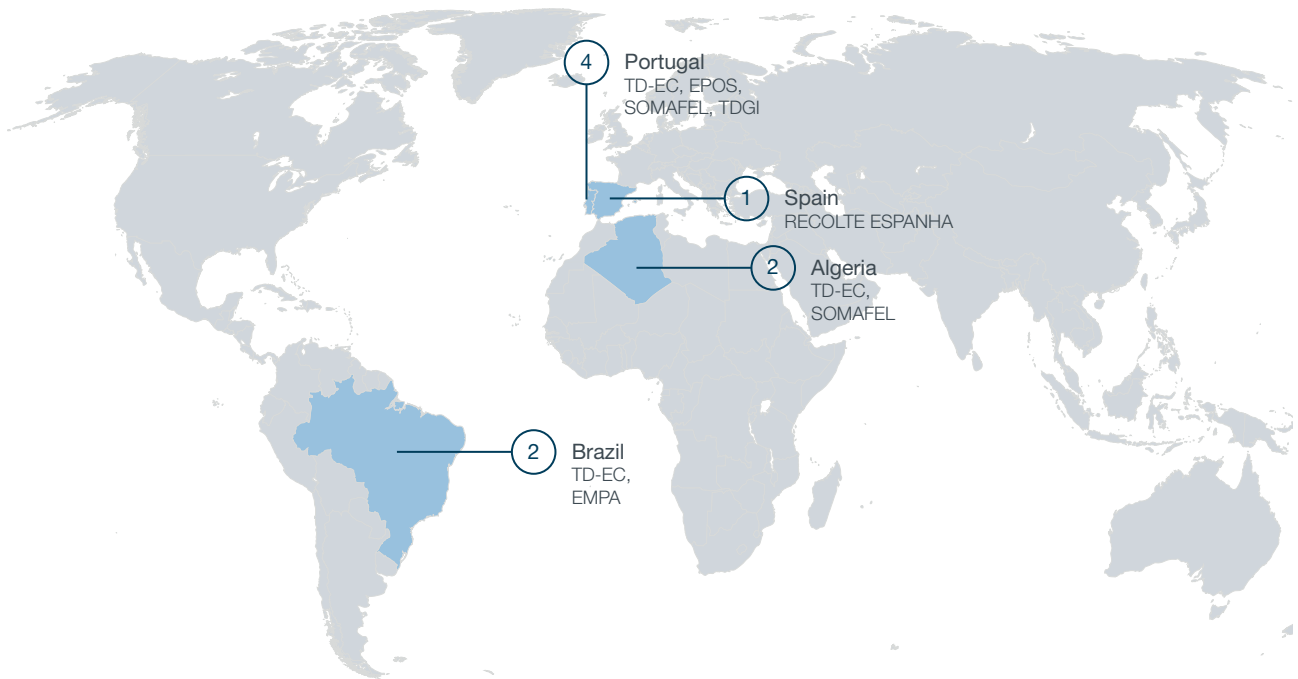 4
Portugal
TD-EC, EPOS,
SOMAFEL, TDGI
1
Spain
RECOLTE ESPANHA
2
Algeria
TD-EC,
SOMAFEL
2
Brazil
TD-EC,
EMPA